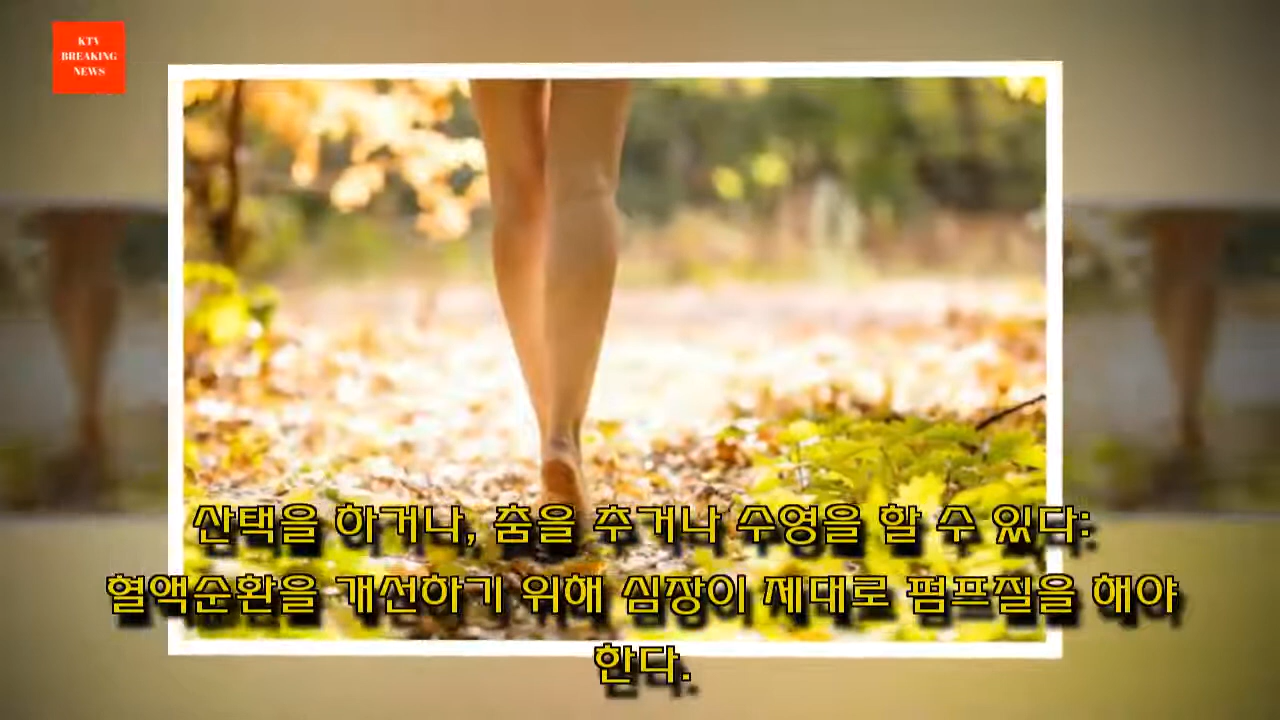 KTV
BREAKING
NEWS
산택을 하거나, 춤을 추거나 수영을 할 수 있다:
혈액순환을 개선하기 위해 심장이 제대로 펌프질을 해야
한다.